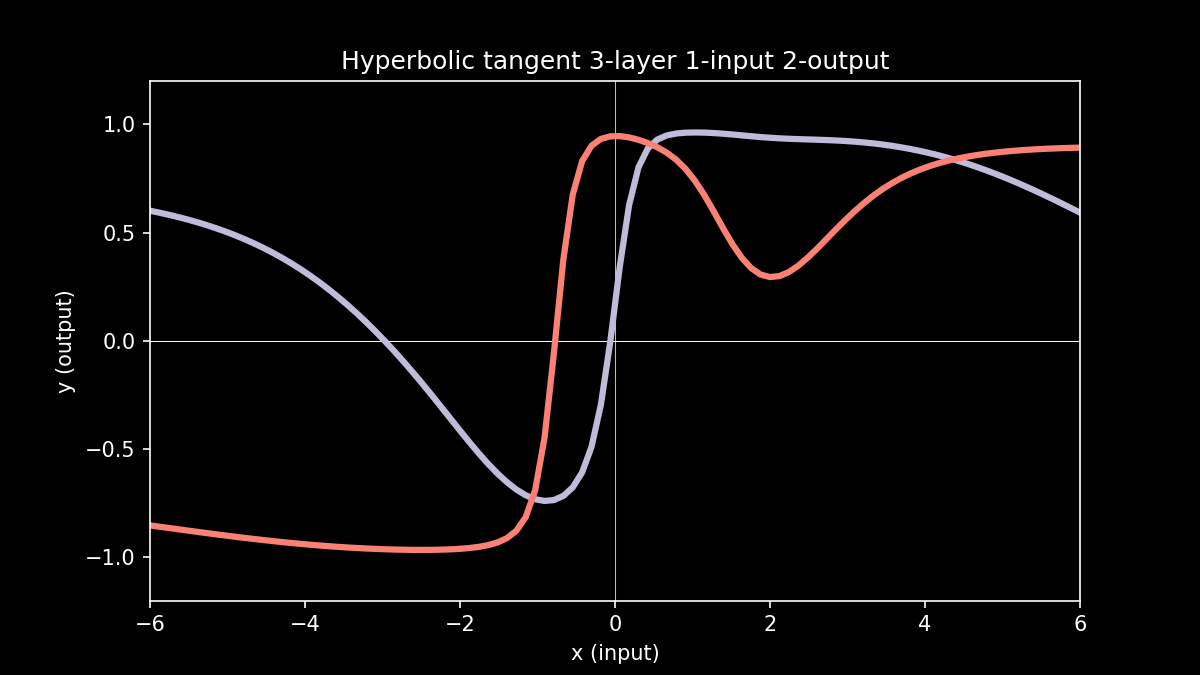 Hyperbolic tangent 3-layer 1-input 2-output
1.0
0.5
0.0
−0.5
−1.0
y (output)
−6 −4 −2 0 2 4 6
x (input)